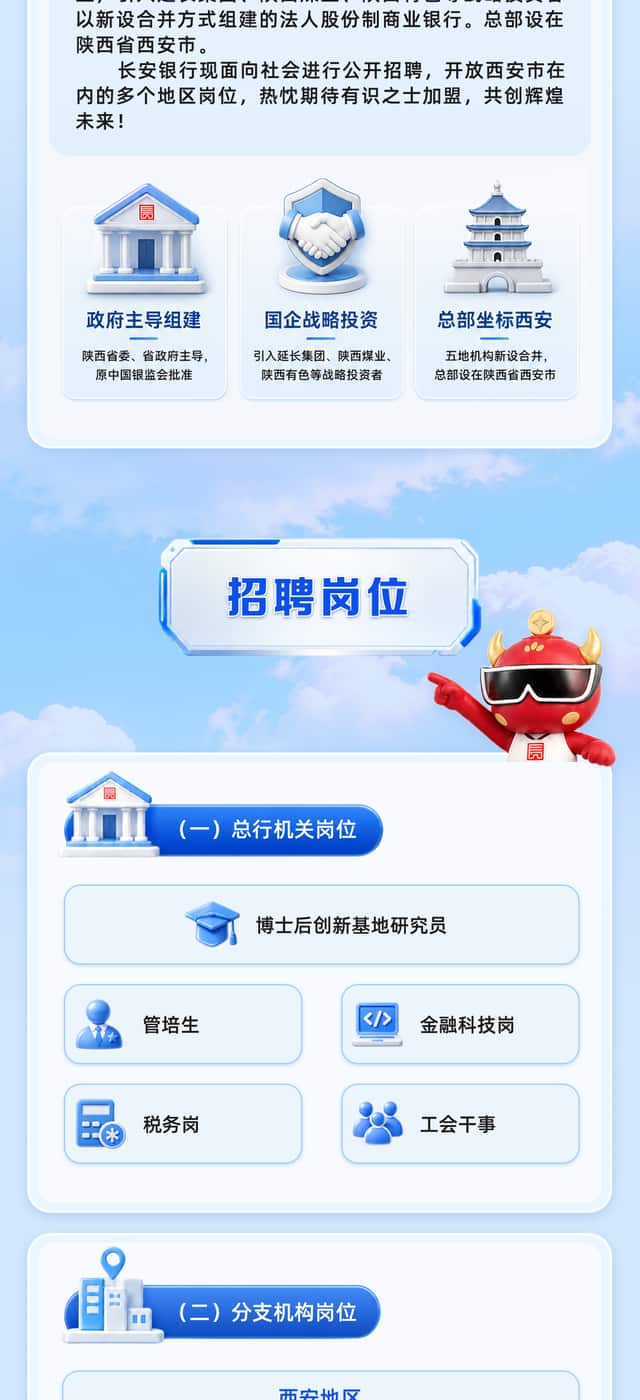 以新设合并方式组建的法人股份制商业银行。总部设在
陕西省西安市。
长安银行现面向社会进行公开招聘，开放西安市在
内的多个地区岗位，热忱期待有识之士加盟，共创辉煌
未来！
政府主导组建
陕西省委、省政府主导，
原中国银监会批准
国企战略投资
引入延长集团、陕西煤业、
陕西有色等战略投资者
总部坐标西安
五地机构新设合并，
总部设在陕西省西安市
招聘岗位
（一）总行机关岗位
博士后创新基地研究员
管培生
金融科技岗
税务岗
工会干事
（二）分支机构岗位
西安地区